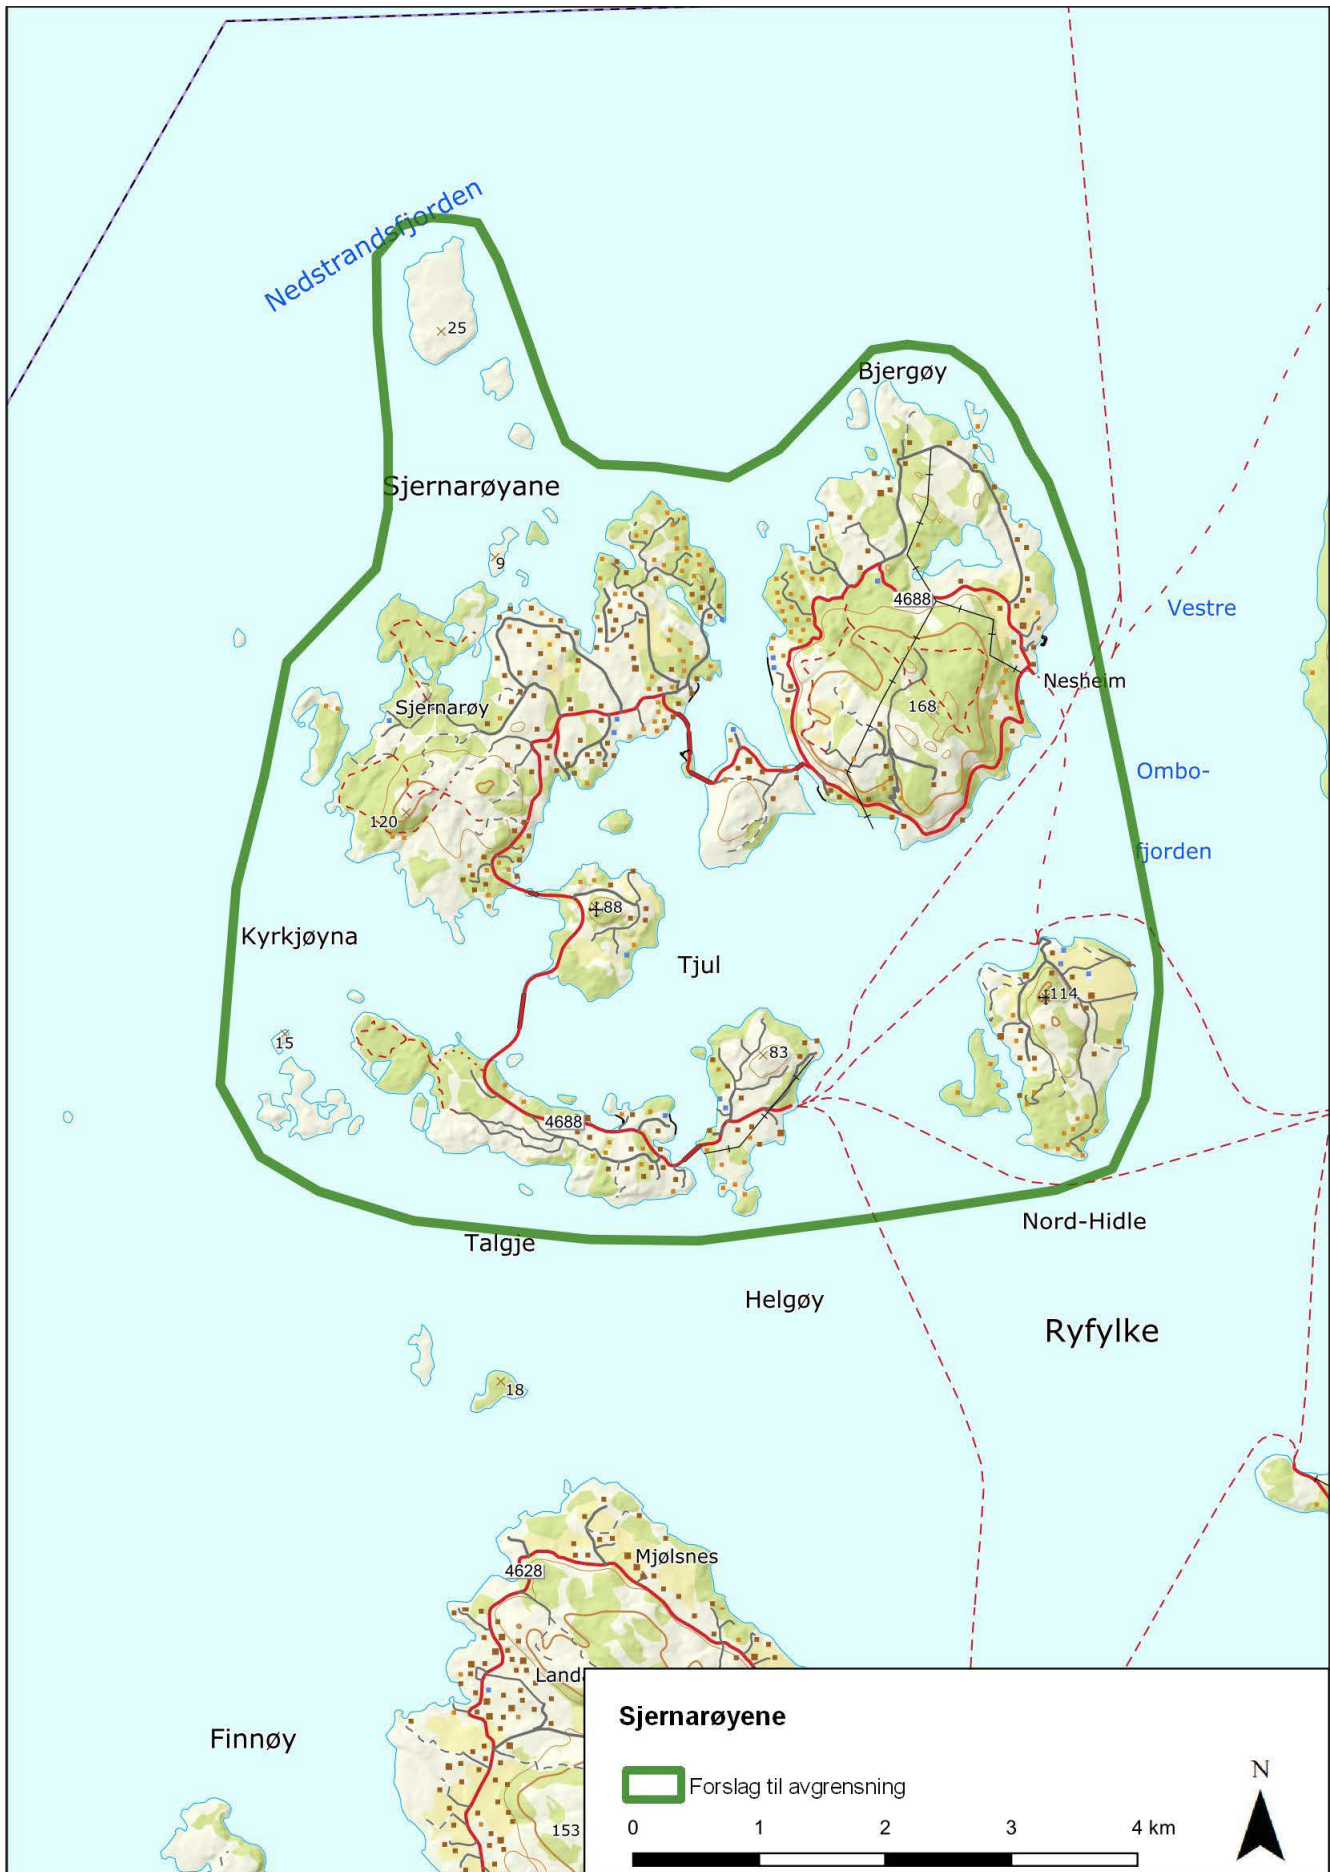 Nedstrandsfjorden
25
Bjergøy
Sjernarøyane
9
4688
Vestre
Nesheim
Sjernarøy
168
Ombo-
120
fjorden
88
Kyrkjøyna
Tjul
114
15
83
4688
Nord-Hidle
Talgje
Helgøy
Ryfylke
18
Mjølsnes
4628
Landa
Finnøy
153
Sjernarøyene
Forslag til avgrensning
N
0 1 2 3 4 km